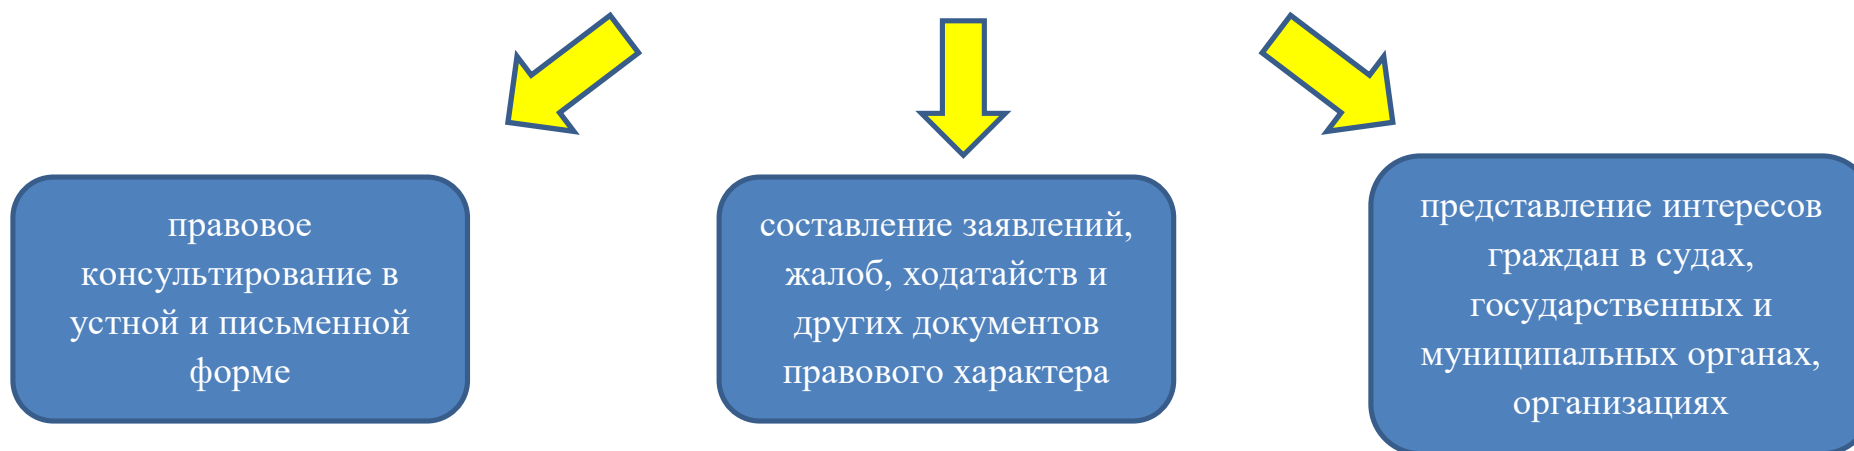 правовое
консультирование в
устной и письменной
форме
составление заявлений,
жалоб, ходатайств и
других документов
правового характера
представление интересов
граждан в судах,
государственных и
муниципальных органах,
организациях